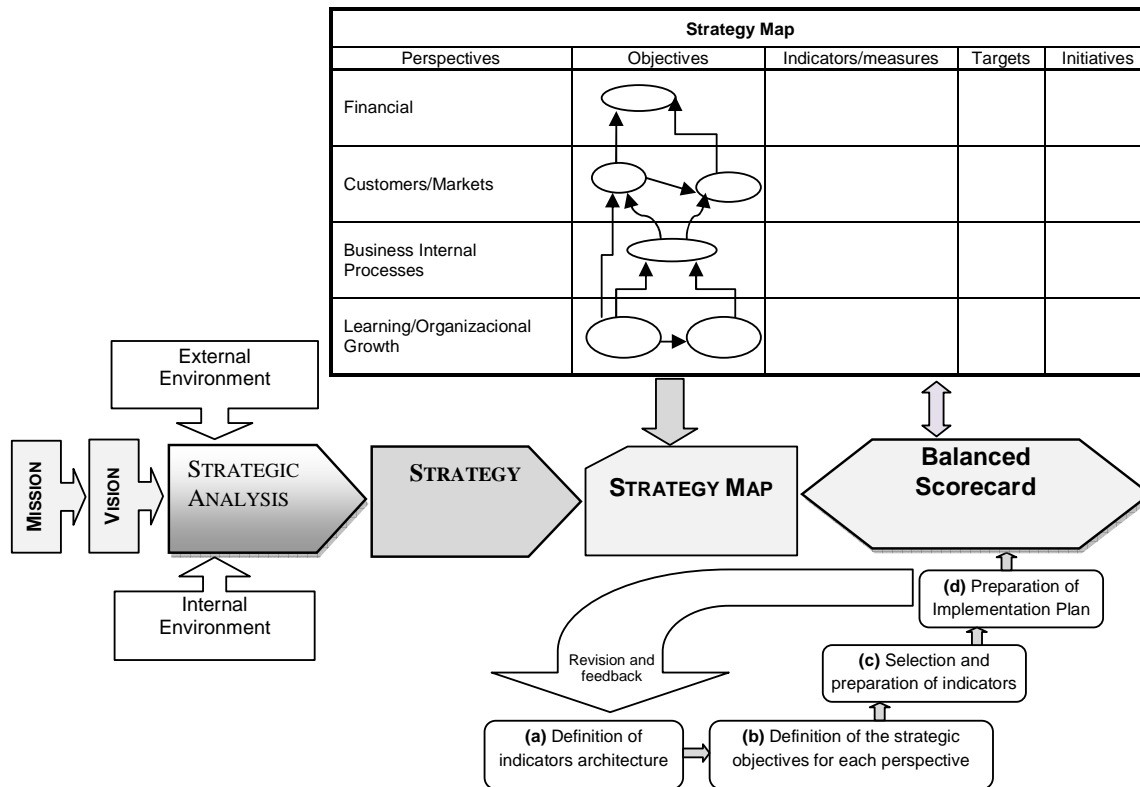 Strategy Map
Perspectives Objectives Indicators/measures Targets Initiatives
Financial
Customers/Markets
Business Internal
Processes
Learning/Organizacional
Growth
External
Environment
MISSION
VISION
STRATEGIC
ANALYSIS
STRATEGY
STRATEGY MAP
Balanced
Scorecard
Internal
Environment
Revision and
feedback
(d) Preparation of
Implementation Plan
(c) Selection and
preparation of indicators
(a) Definition of
indicators architecture
(b) Definition of the strategic
objectives for each perspective